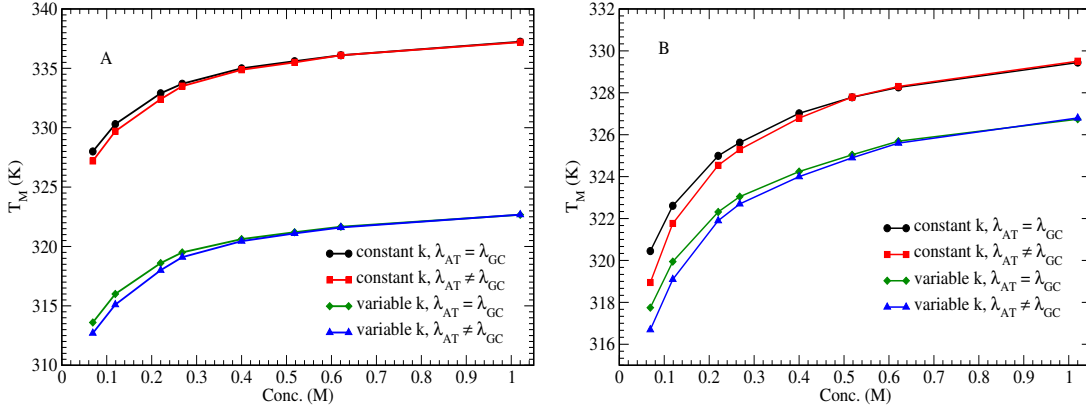 A
T_M (K)
340
335
330
325
320
315
310
constant k, λ_AT = λ_GC
constant k, λ_AT ≠ λ_GC
variable k, λ_AT = λ_GC
variable k, λ_AT ≠ λ_GC
0 0.1 0.2 0.3 0.4 0.5 0.6 0.7 0.8 0.9 1
Conc. (M)
B
T_M (K)
332
330
328
326
324
322
320
318
316
constant k, λ_AT = λ_GC
constant k, λ_AT ≠ λ_GC
variable k, λ_AT = λ_GC
variable k, λ_AT ≠ λ_GC
0 0.1 0.2 0.3 0.4 0.5 0.6 0.7 0.8 0.9 1
Conc. (M)